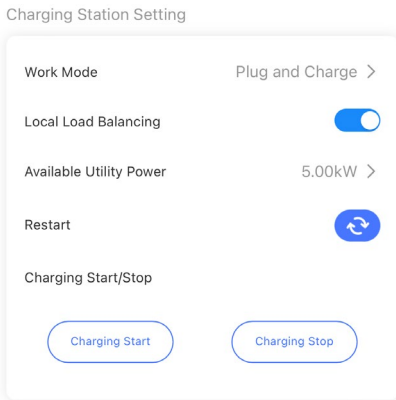 Charging Station Setting
Work Mode Plug and Charge
Local Load Balancing
Available Utility Power 5.00kW
Restart
Charging Start/Stop
Charging Start Charging Stop